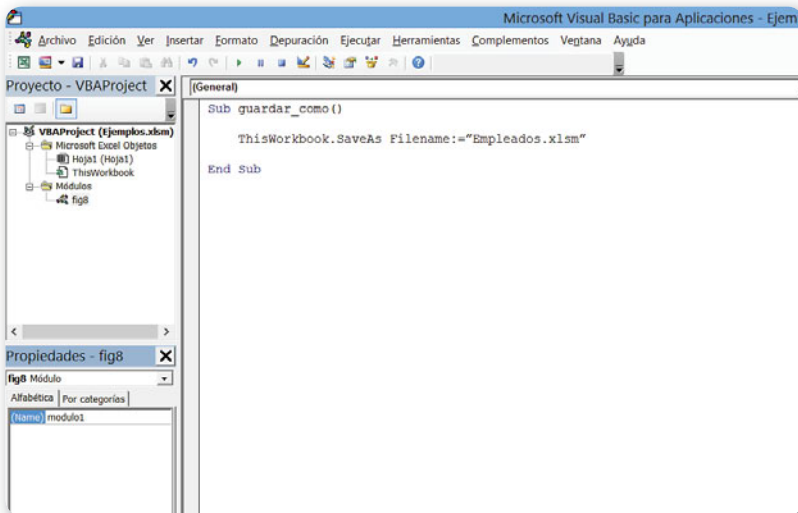 Microsoft Visual Basic para Aplicaciones - Ejem
Archivo Edición Ver Insertar Formato Depuración Ejecutar Herramientas Complementos Ventana Ayuda
Proyecto - VBAProject
VBAProject (Ejemplos.xlsm)
Microsoft Excel Objetos
Hoja1 (Hoja1)
ThisWorkbook
Módulos
fig8
Propiedades - fig8
fig8 Módulo
Alfabética Por categorías
(Name) modulo1
(General)
Sub guardar_como()
ThisWorkbook.SaveAs Filename:=”Empleados.xlsm”
End Sub